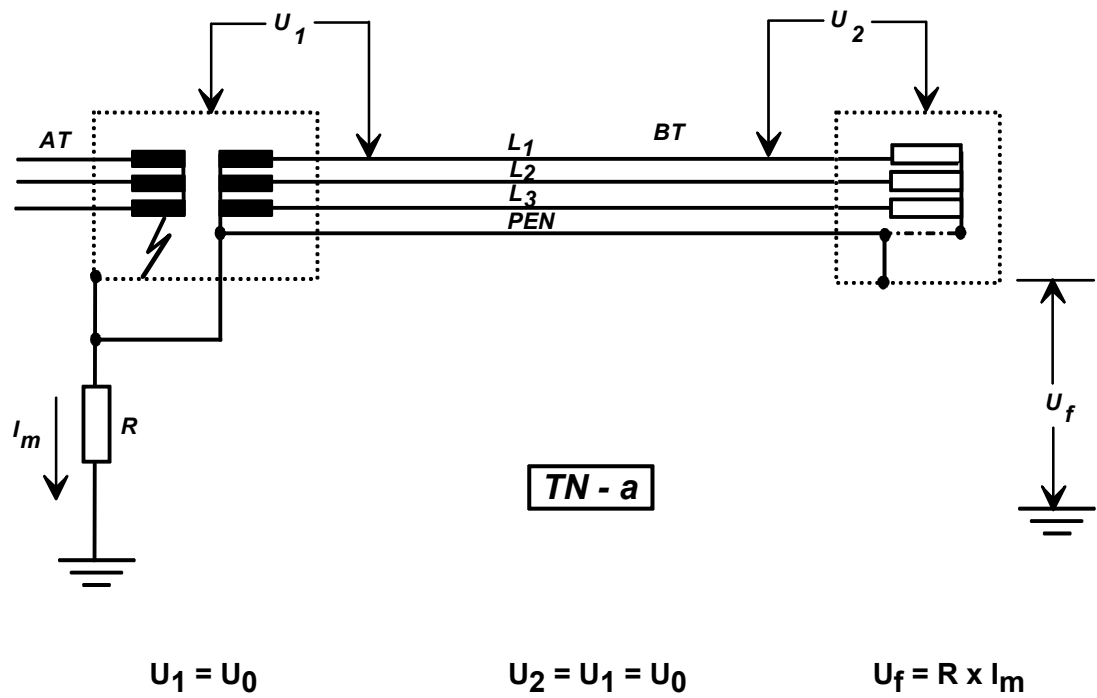 U1 U2
AT L1 BT
L2
L3
PEN
Im R Uf
TN - a
U1 = U0 U2 = U1 = U0 Uf = R x Im